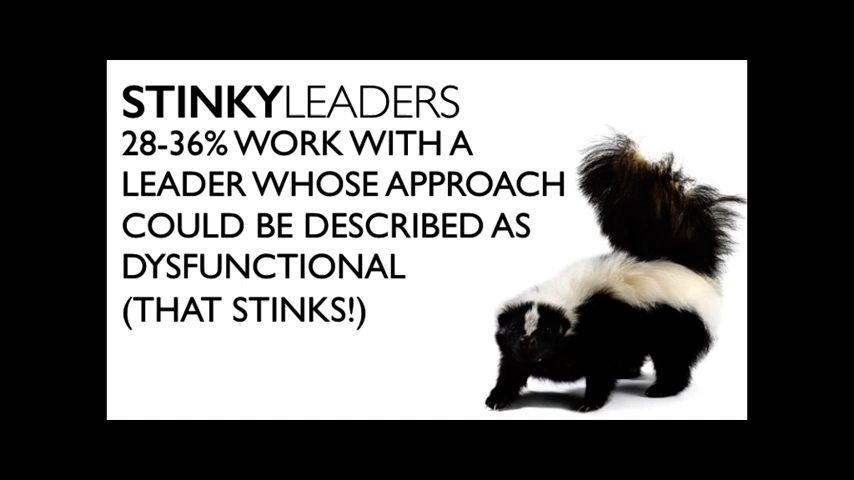 STINKYLEADERS
28-36% WORK WITH A
LEADER WHOSE APPROACH
COULD BE DESCRIBED AS
DYSFUNCTIONAL
(THAT STINKS!)